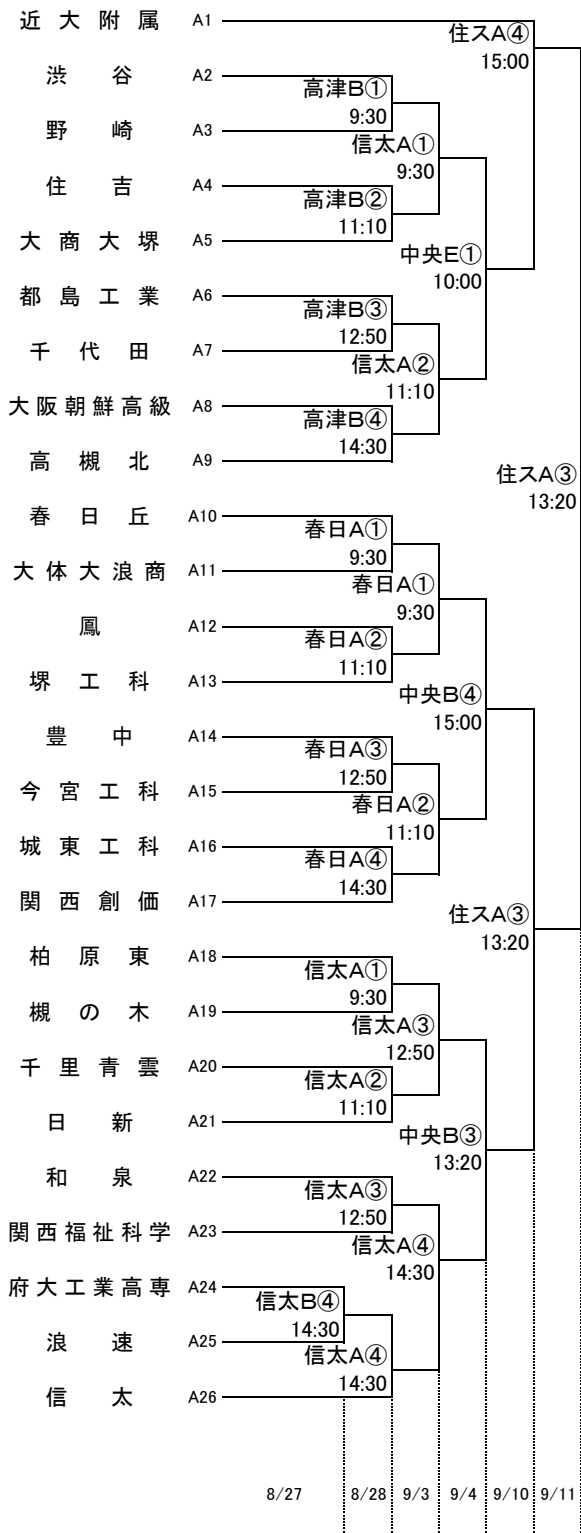 近大附属 A1
住スA④
15:00
渋谷 A2
高津B①
9:30
野崎 A3
信太A①
9:30
住吉 A4
高津B②
11:10
大商大堺 A5
中央E①
10:00
都島工業 A6
高津B③
12:50
千代田 A7
信太A②
11:10
大阪朝鮮高級 A8
高津B④
14:30
高槻北 A9
住スA③
13:20
春日丘 A10
春日A①
9:30
大体大浪商 A11
春日A①
9:30
鳳 A12
春日A②
11:10
堺工科 A13
中央B④
15:00
豊中 A14
春日A③
12:50
今宮工科 A15
春日A②
11:10
城東工科 A16
春日A④
14:30
関西創価 A17
住スA③
13:20
柏原東 A18
信太A①
9:30
槻の木 A19
信太A③
12:50
千里青雲 A20
信太A②
11:10
日新 A21
中央B③
13:20
和泉 A22
信太A③
12:50
関西福祉科学 A23
信太A④
14:30
府大工業高専 A24
信太B④
14:30
浪速 A25
信太A④
14:30
信太 A26
8/27 8/28 9/3 9/4 9/10 9/11